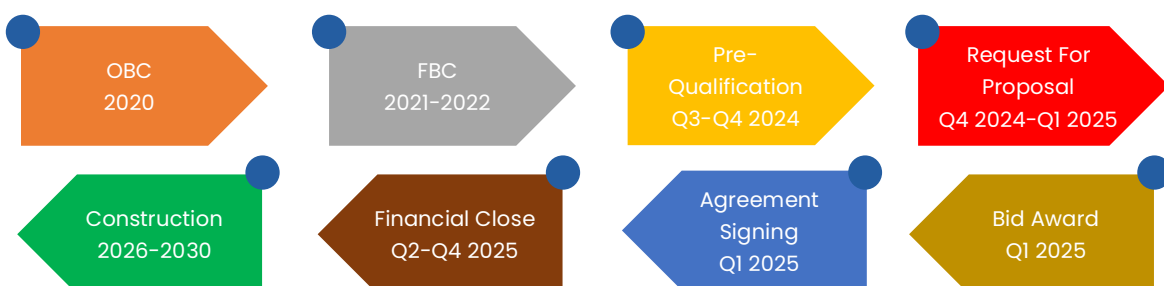 OBC
2020
FBC
2021-2022
Pre-
Qualification
Q3-Q4 2024
Request For
Proposal
Q4 2024-Q1 2025
Construction
2026-2030
Financial Close
Q2-Q4 2025
Agreement
Signing
Q1 2025
Bid Award
Q1 2025